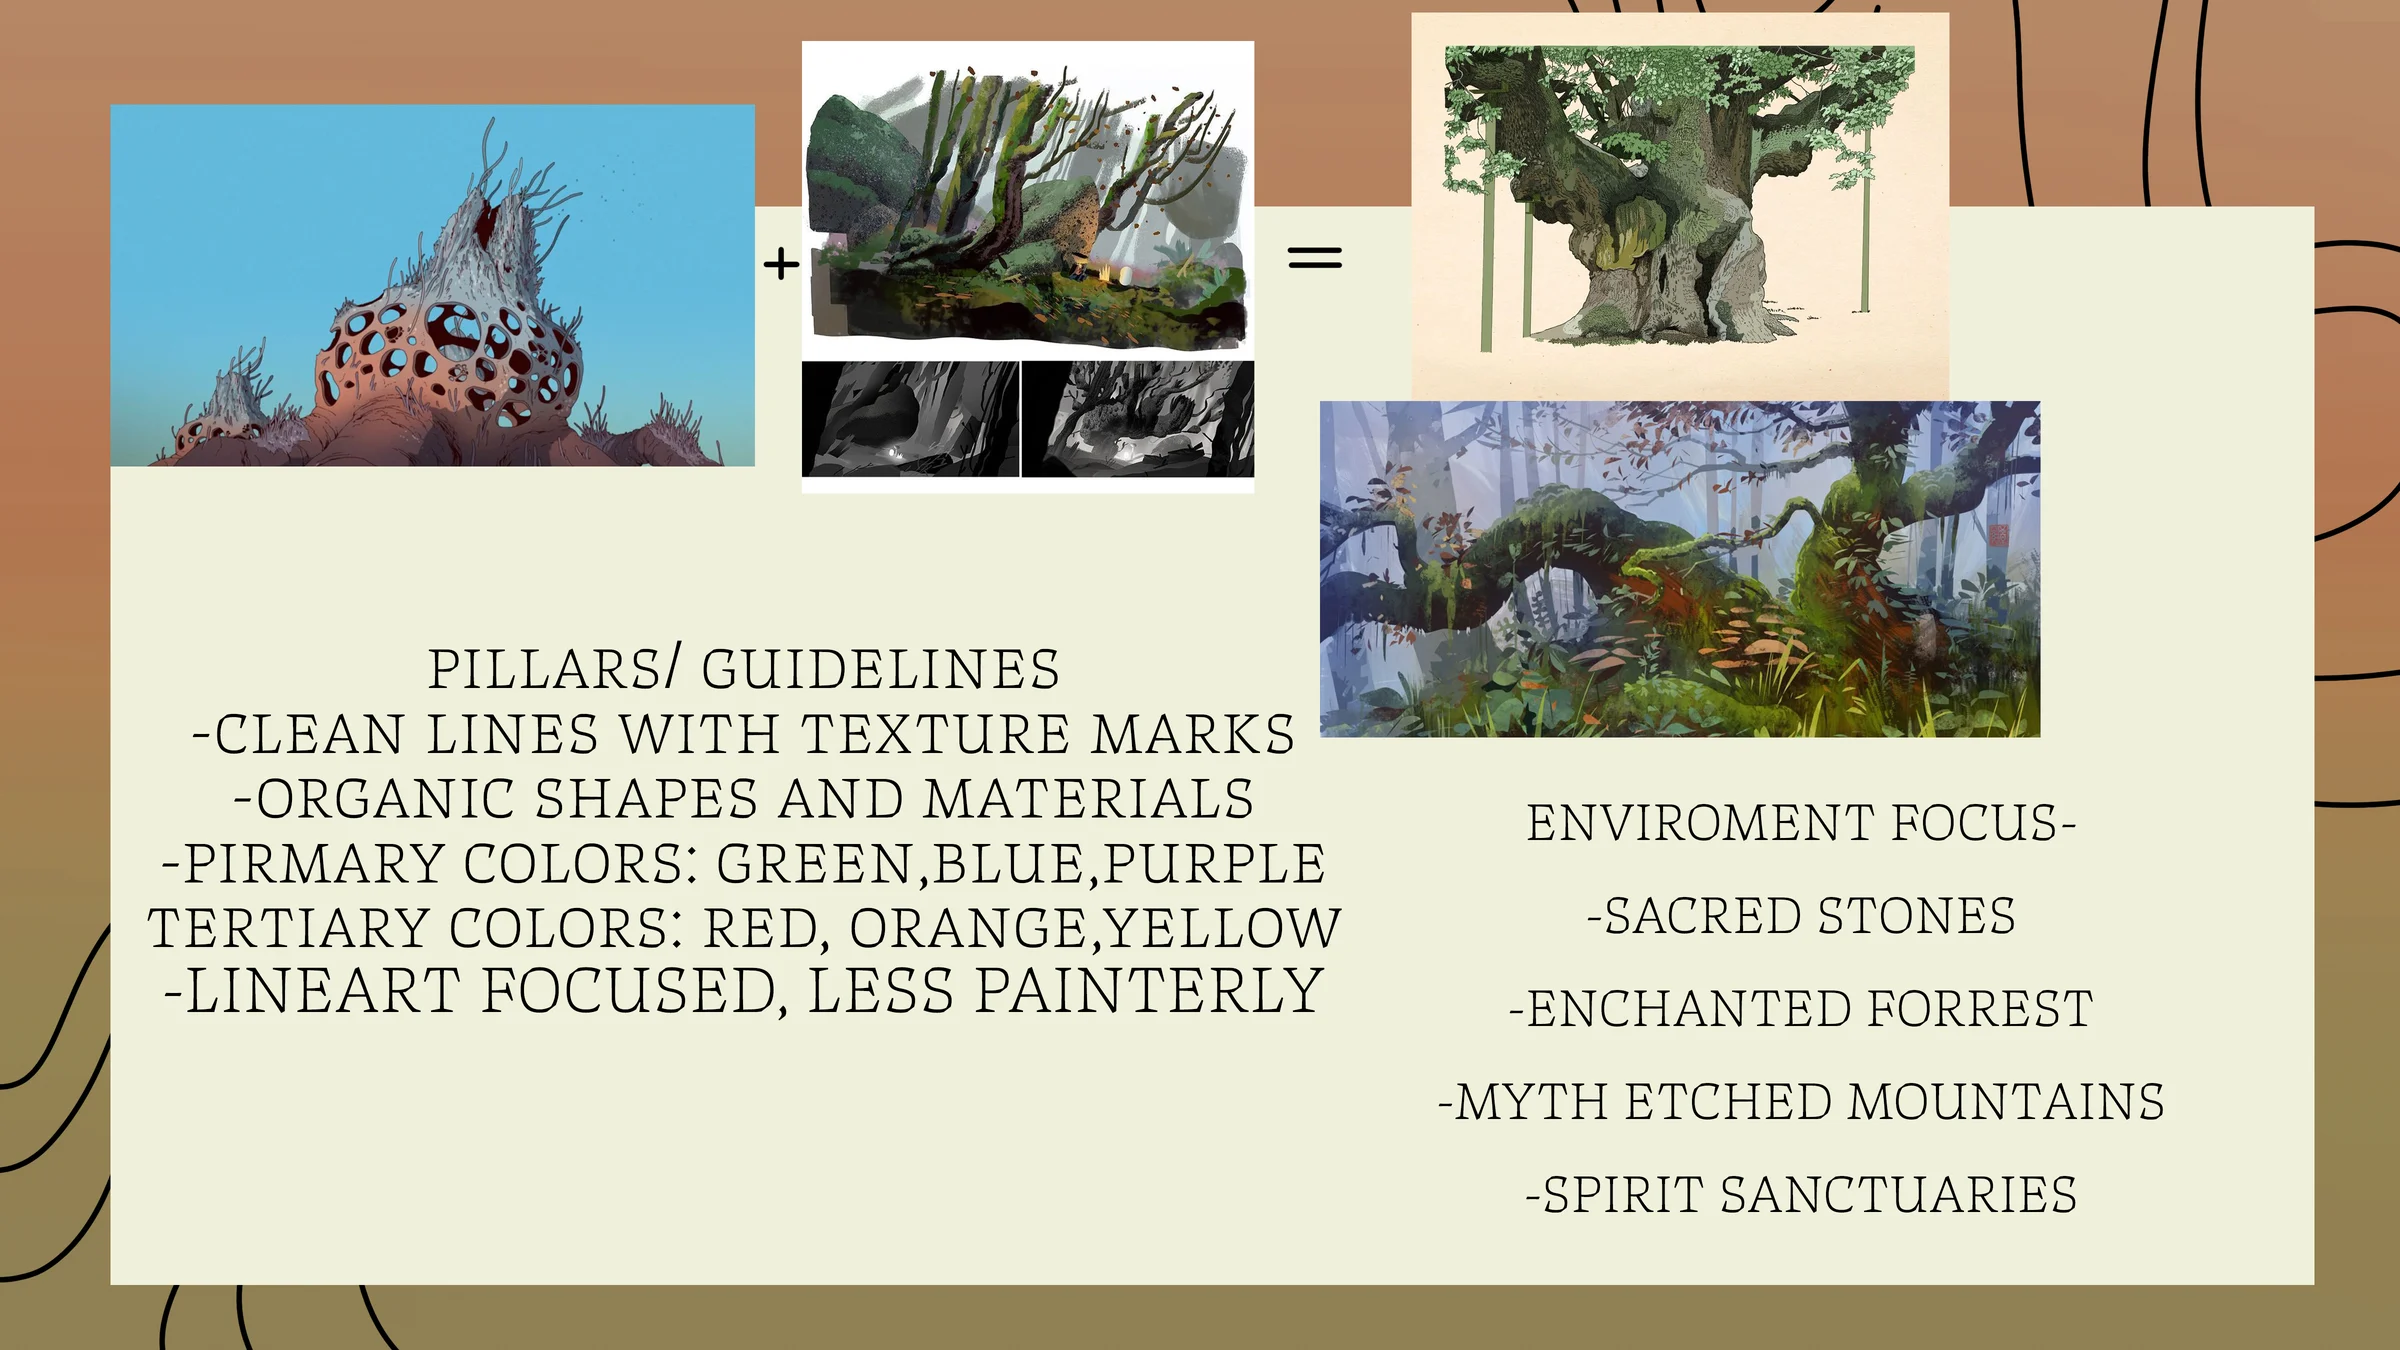 +
=
PILLARS/ GUIDELINES
-CLEAN LINES WITH TEXTURE MARKS
-ORGANIC SHAPES AND MATERIALS
-PIRMARY COLORS: GREEN,BLUE,PURPLE
TERTIARY COLORS: RED, ORANGE,YELLOW
-LINEART FOCUSED, LESS PAINTERLY
ENVIROMENT FOCUS-
-SACRED STONES
-ENCHANTED FORREST
-MYTH ETCHED MOUNTAINS
-SPIRIT SANCTUARIES